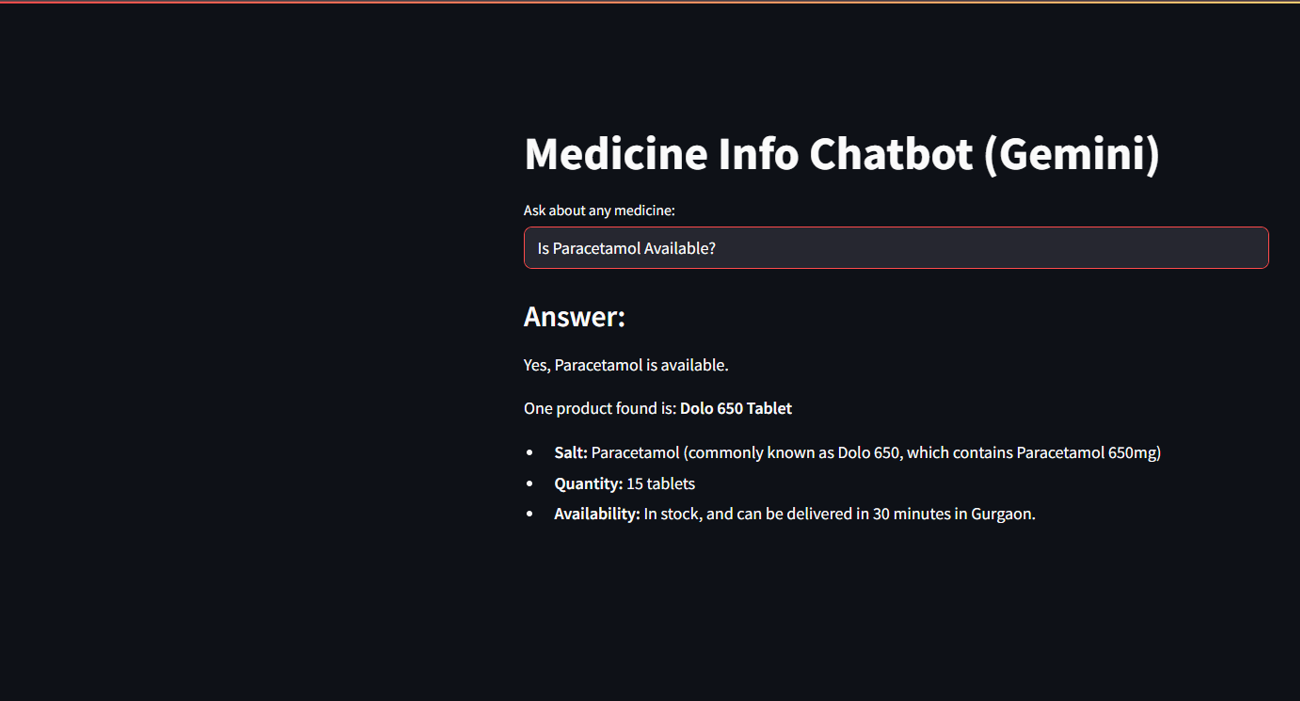 Medicine Info Chatbot (Gemini)
Ask about any medicine:
Is Paracetamol Available?
Answer:
Yes, Paracetamol is available.
One product found is: Dolo 650 Tablet
• Salt: Paracetamol (commonly known as Dolo 650, which contains Paracetamol 650mg)
• Quantity: 15 tablets
• Availability: In stock, and can be delivered in 30 minutes in Gurgaon.